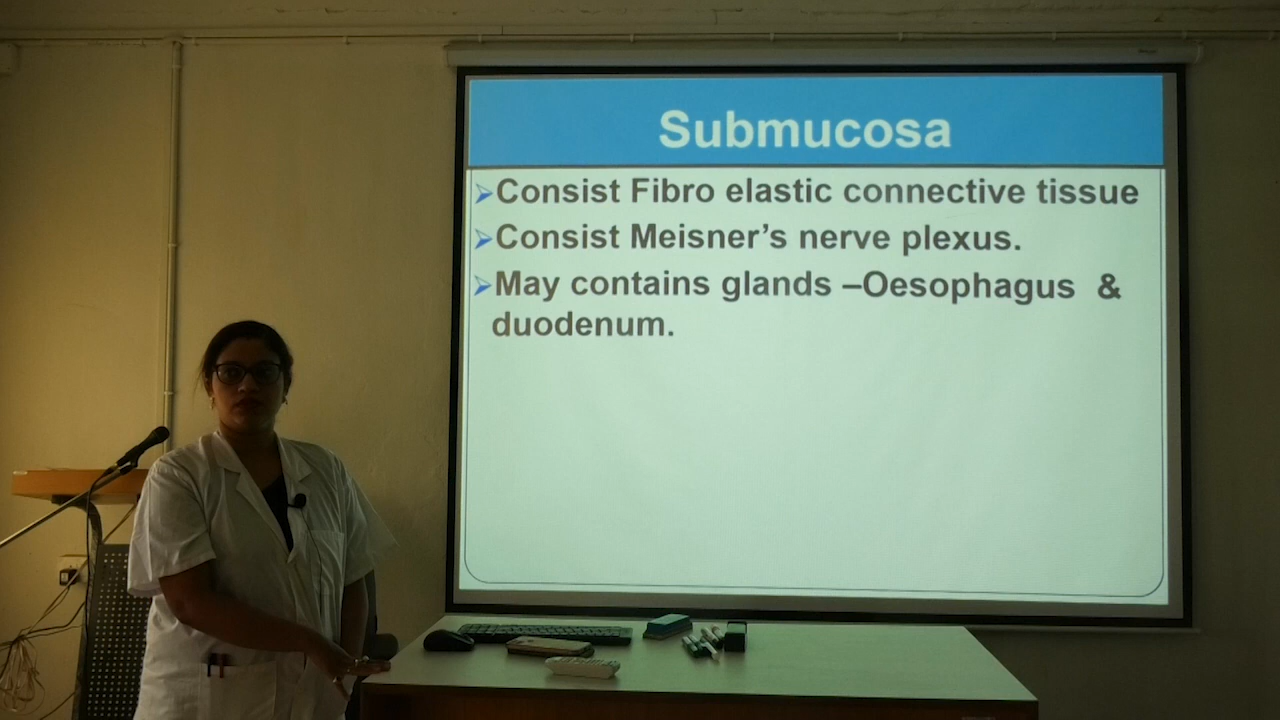 Submucosa
Consist Fibro elastic connective tissue
Consist Meisner’s nerve plexus.
May contains glands –Oesophagus &
duodenum.